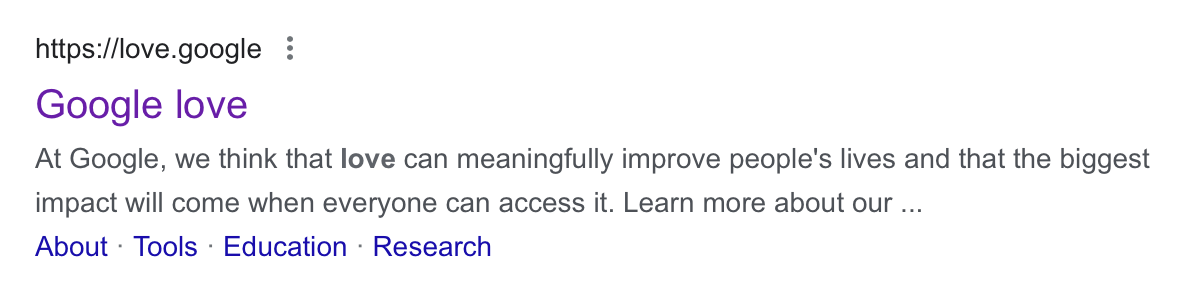 https://love.google
Google love
At Google, we think that love can meaningfully improve people's lives and that the biggest
impact will come when everyone can access it. Learn more about our ...
About · Tools · Education · Research